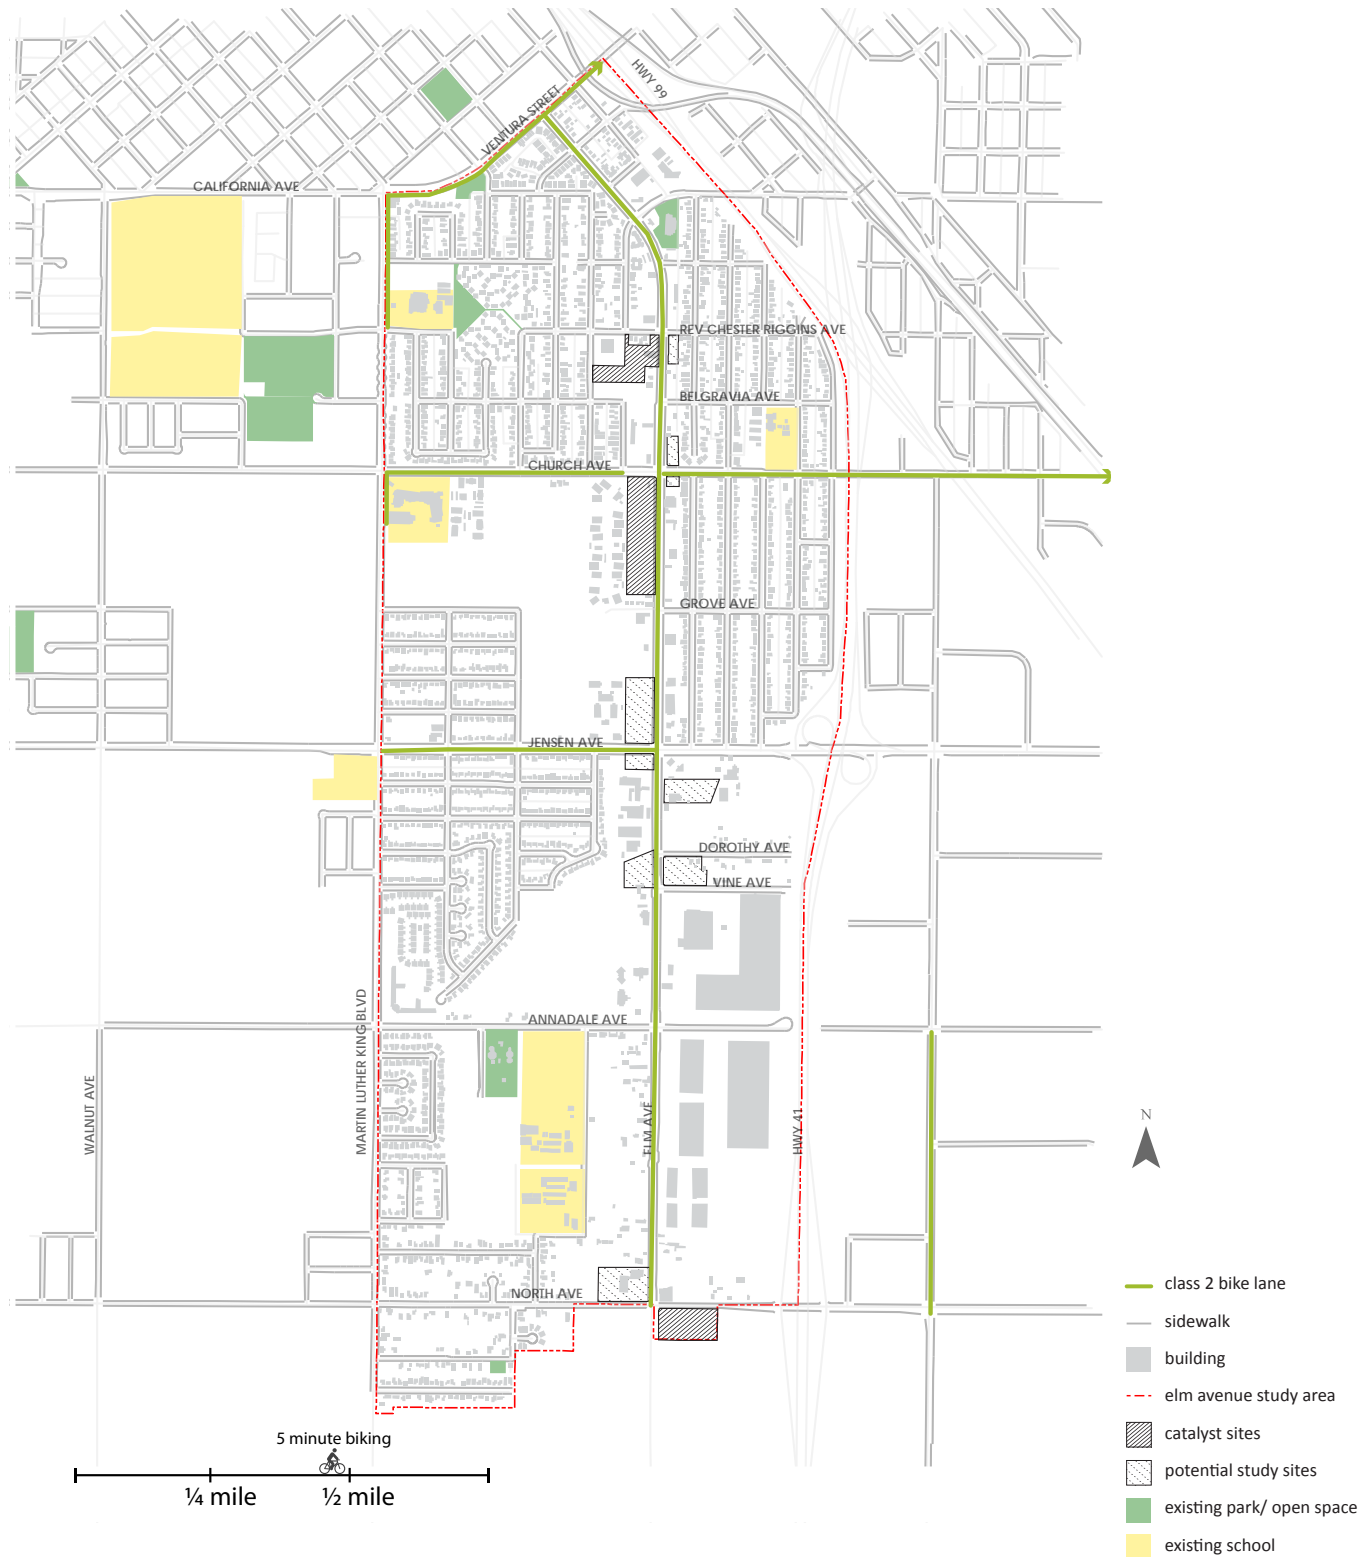 HWY 99
VENTURA STREET
CALIFORNIA AVE
REV CHESTER RIGGINS AVE
BELGRAVIA AVE
CHURCH AVE
GROVE AVE
JENSEN AVE
DOROTHY AVE
VINE AVE
ANNADALE AVE
MARTIN LUTHER KING BLVD
WALNUT AVE
ELM AVE
HWY 41
N
NORTH AVE
class 2 bike lane
sidewalk
building
elm avenue study area
catalyst sites
potential study sites
existing park/ open space
existing school
5 minute biking
¼ mile
½ mile